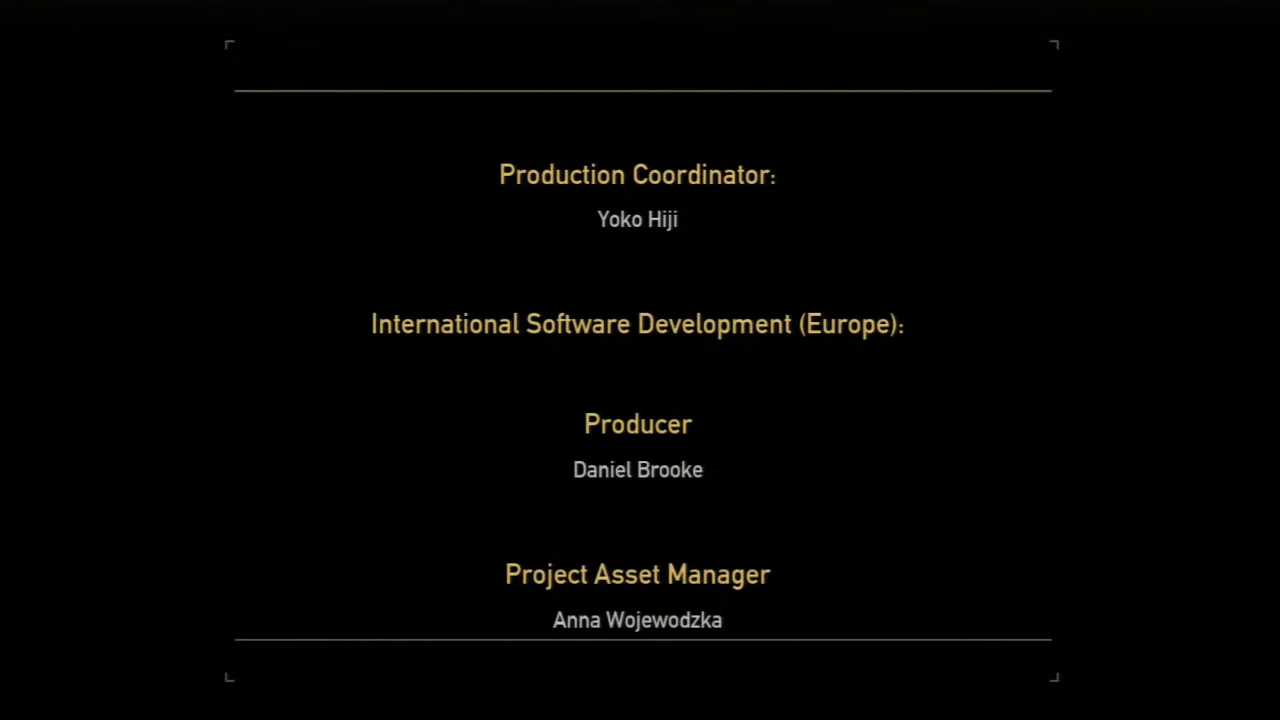 Production Coordinator:
Yoko Hiji
International Software Development (Europe):
Producer
Daniel Brooke
Project Asset Manager
Anna Wojewodzka